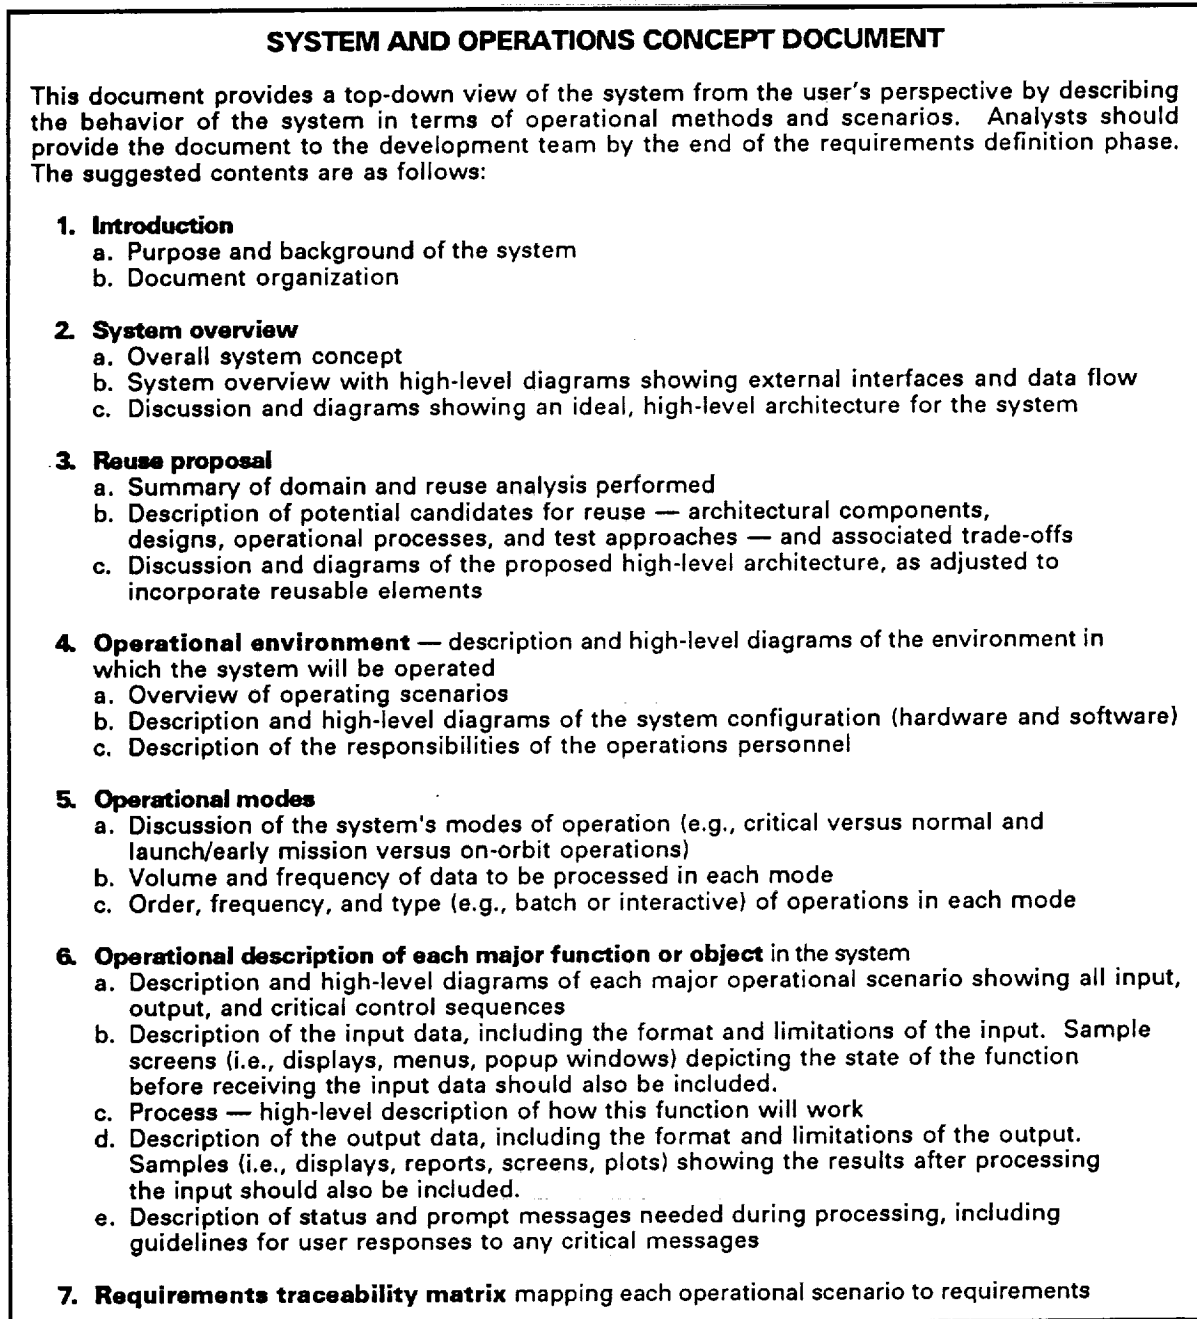 SYSTEM AND OPERATIONS CONCEPT DOCUMENT
This document provides a top-down view of the system from the user's perspective by describing
the behavior of the system in terms of operational methods and scenarios. Analysts should
provide the document to the development team by the end of the requirements definition phase.
The suggested contents are as follows:
1. Introduction
a. Purpose and background of the system
b. Document organization
2. System overview
a. Overall system concept
b. System overview with high-level diagrams showing external interfaces and data flow
c. Discussion and diagrams showing an ideal, high-level architecture for the system
3. Reuse proposal
a. Summary of domain and reuse analysis performed
b. Description of potential candidates for reuse — architectural components,
designs, operational processes, and test approaches — and associated trade-offs
c. Discussion and diagrams of the proposed high-level architecture, as adjusted to
incorporate reusable elements
4. Operational environment — description and high-level diagrams of the environment in
which the system will be operated
a. Overview of operating scenarios
b. Description and high-level diagrams of the system configuration (hardware and software)
c. Description of the responsibilities of the operations personnel
5. Operational modes
a. Discussion of the system's modes of operation (e.g., critical versus normal and
launch/early mission versus on-orbit operations)
b. Volume and frequency of data to be processed in each mode
c. Order, frequency, and type (e.g., batch or interactive) of operations in each mode
6. Operational description of each major function or object in the system
a. Description and high-level diagrams of each major operational scenario showing all input,
output, and critical control sequences
b. Description of the input data, including the format and limitations of the input. Sample
screens (i.e., displays, menus, popup windows) depicting the state of the function
before receiving the input data should also be included.
c. Process — high-level description of how this function will work
d. Description of the output data, including the format and limitations of the output.
Samples (i.e., displays, reports, screens, plots) showing the results after processing
the input should also be included.
e. Description of status and prompt messages needed during processing, including
guidelines for user responses to any critical messages
7. Requirements traceability matrix mapping each operational scenario to requirements